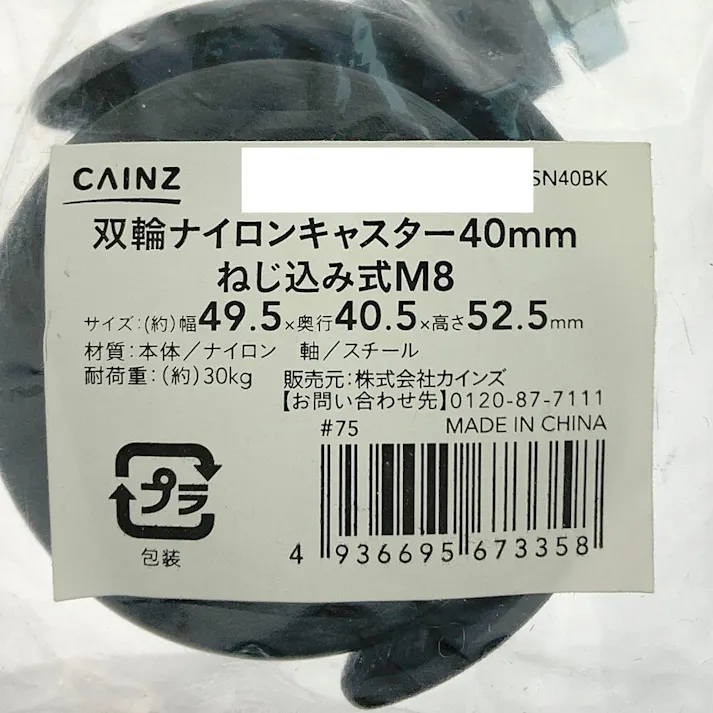 CAINZ
SN40BK
双輪ナイロンキャスター40mm
ねじ込み式M8
サイズ:(約)幅49.5×奥行40.5×高さ52.5mm
材質:本体/ナイロン 軸/スチール
耐荷重:(約)30kg 販売元:株式会社カインズ
【お問い合わせ先】0120-87-7111
#75 MADE IN CHINA
プラ
包装
4 936695 673358